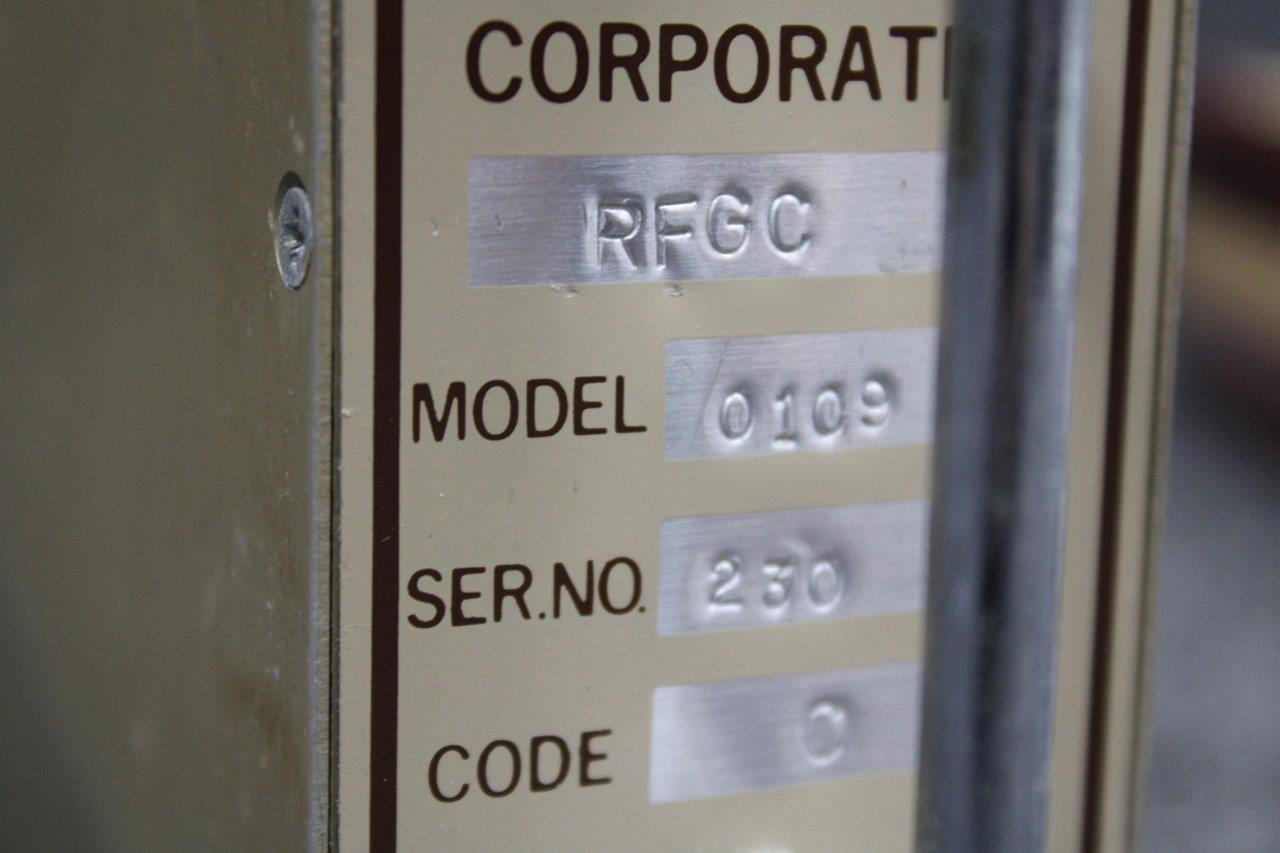 CORPORATI
RFGC
MODEL 0109
SER.NO. 230
CODE C